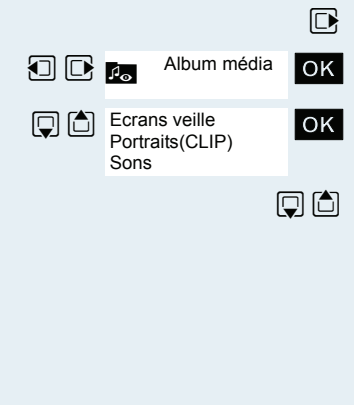 Album média OK
Ecrans veille OK
Portraits(CLIP)
Sons